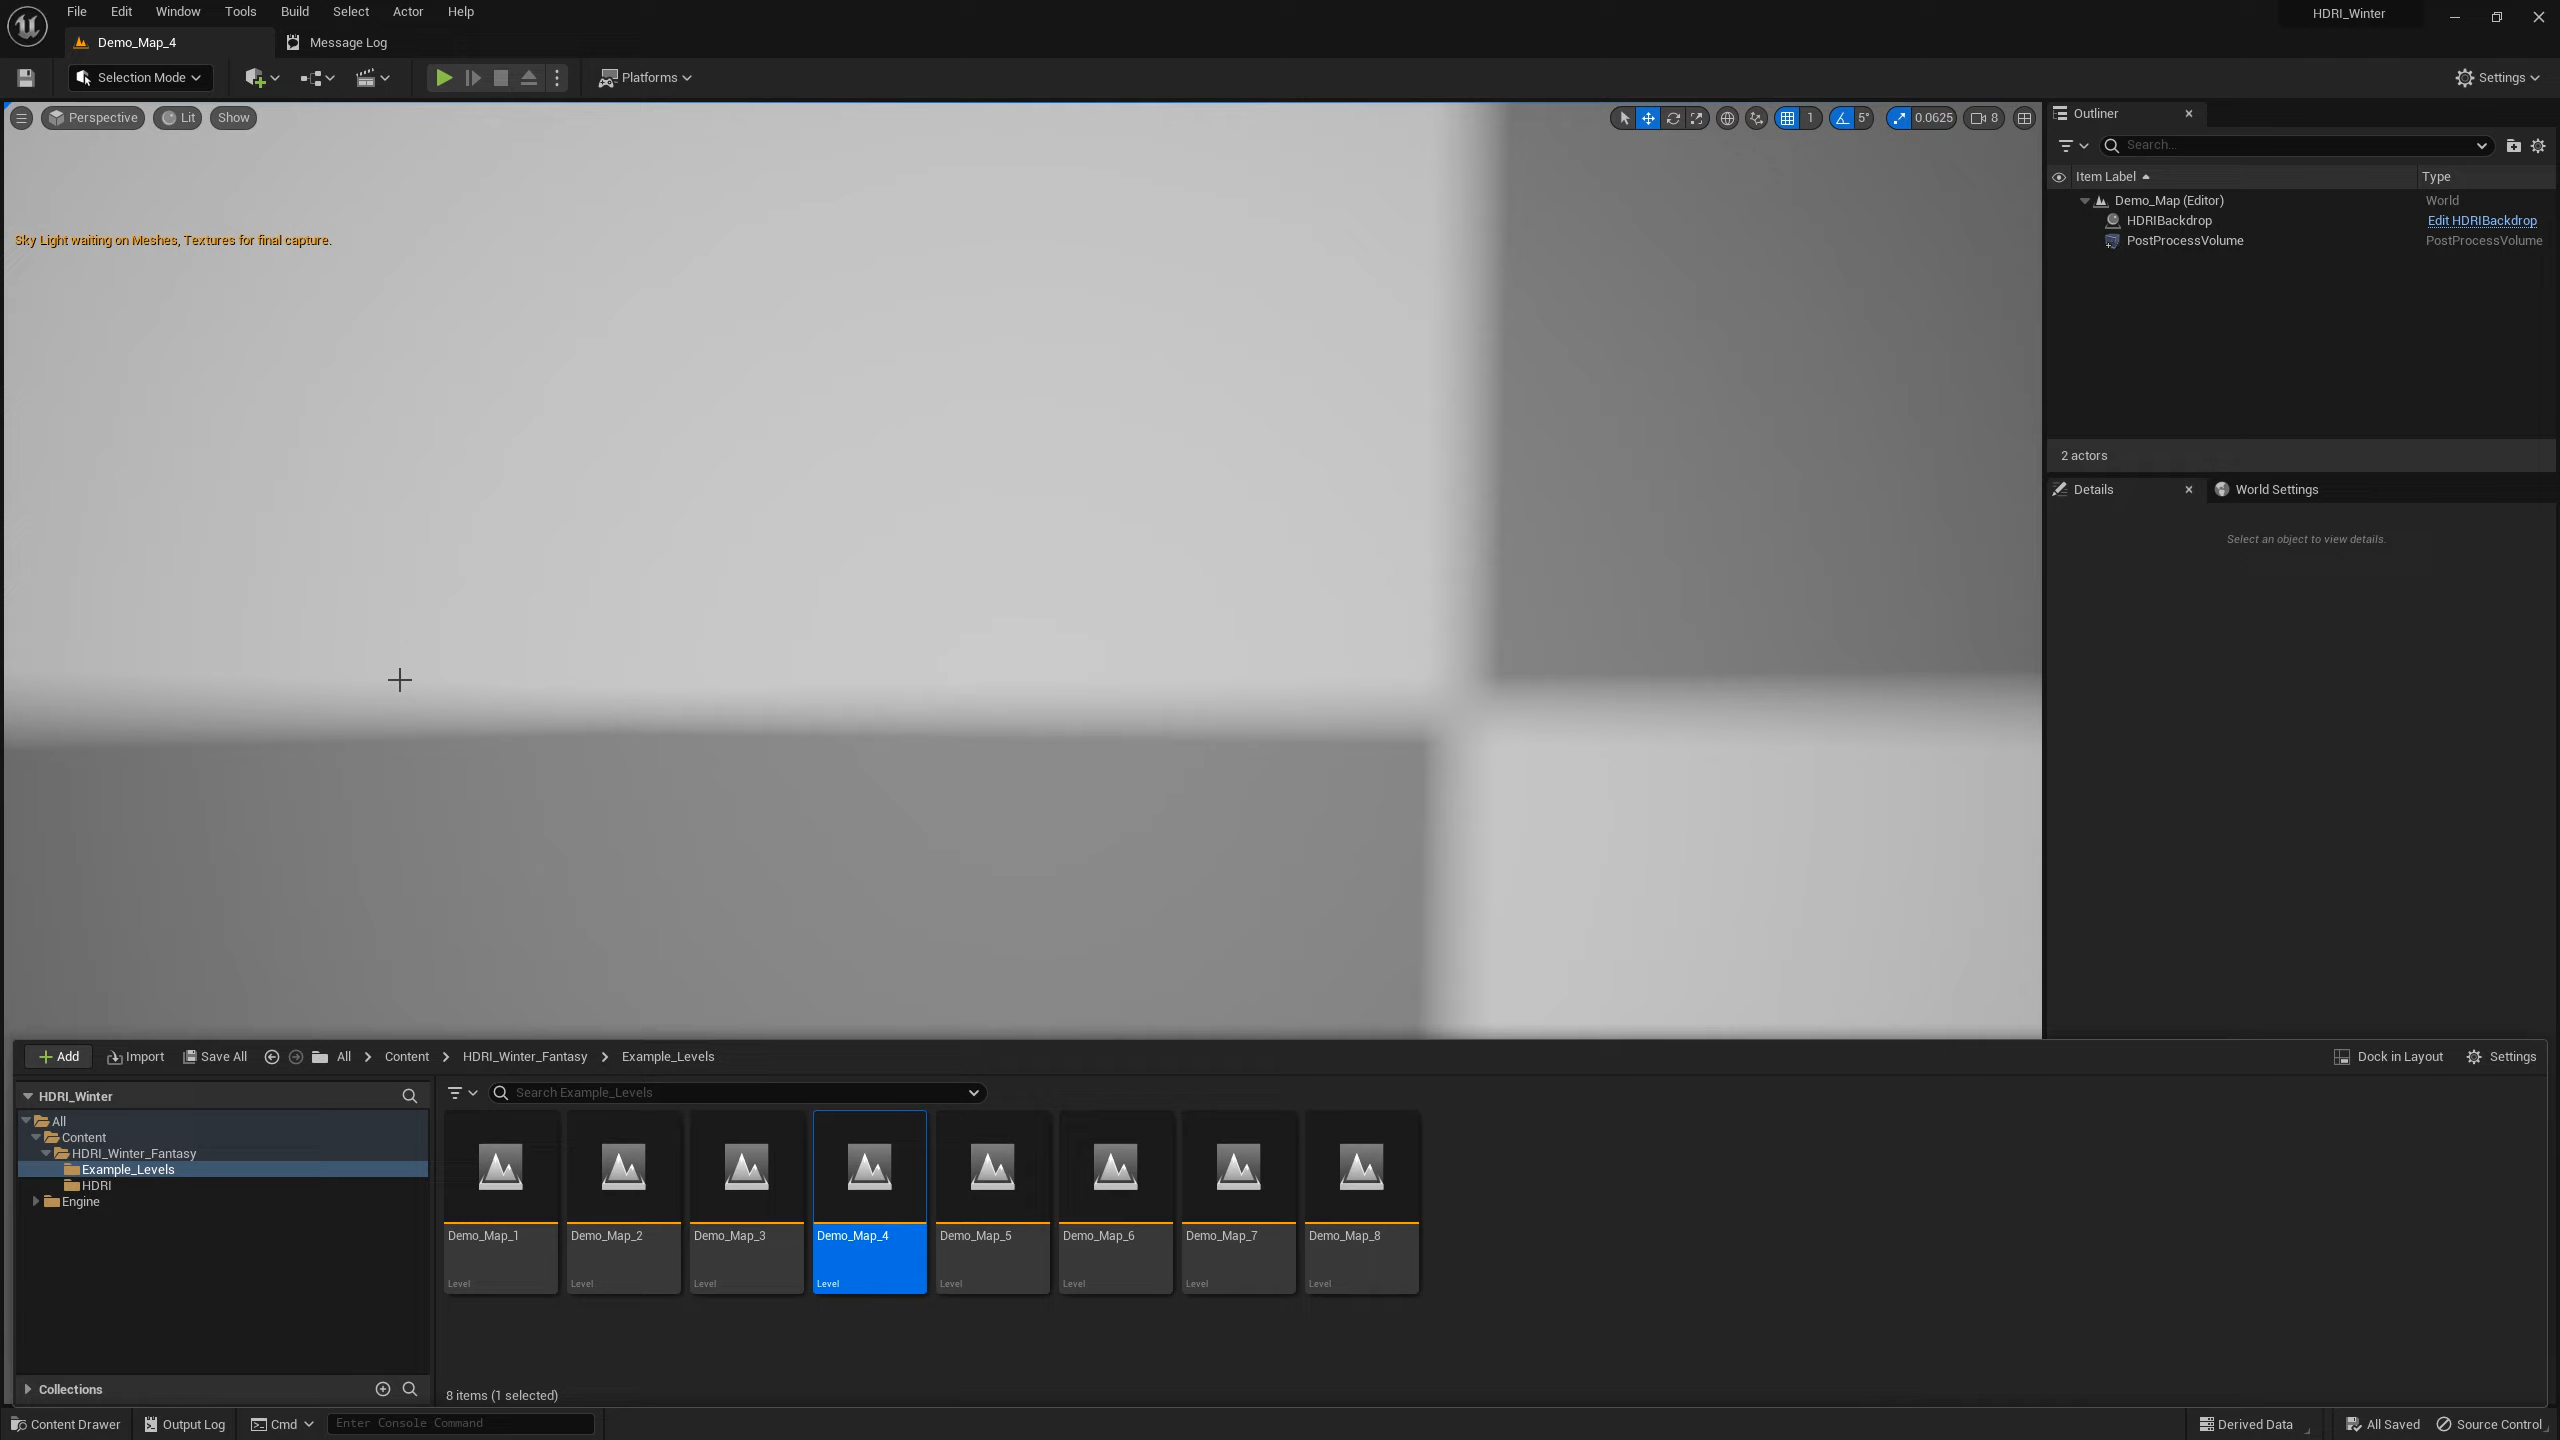 File Edit Window Tools Build Select Actor Help
HDRI_Winter
Demo_Map_4
Message Log
Selection Mode
Platforms
Settings
Perspective
Lit
Show
1
5°
0.0625
8
Sky Light waiting on Meshes, Textures for final capture.
Outliner
Search...
Item Label
Type
Demo_Map (Editor)
World
HDRIBackdrop
Edit HDRIBackdrop
PostProcessVolume
PostProcessVolume
2 actors
Details
World Settings
Select an object to view details.
Add
Import
Save All
All
Content
HDRI_Winter_Fantasy
Example_Levels
Dock in Layout
Settings
HDRI_Winter
All
Content
HDRI_Winter_Fantasy
Example_Levels
HDRI
Engine
Collections
Search Example_Levels
Demo_Map_1
Level
Demo_Map_2
Level
Demo_Map_3
Level
Demo_Map_4
Level
Demo_Map_5
Level
Demo_Map_6
Level
Demo_Map_7
Level
Demo_Map_8
Level
8 items (1 selected)
Content Drawer
Output Log
Cmd
Enter Console Command
Derived Data
All Saved
Source Control